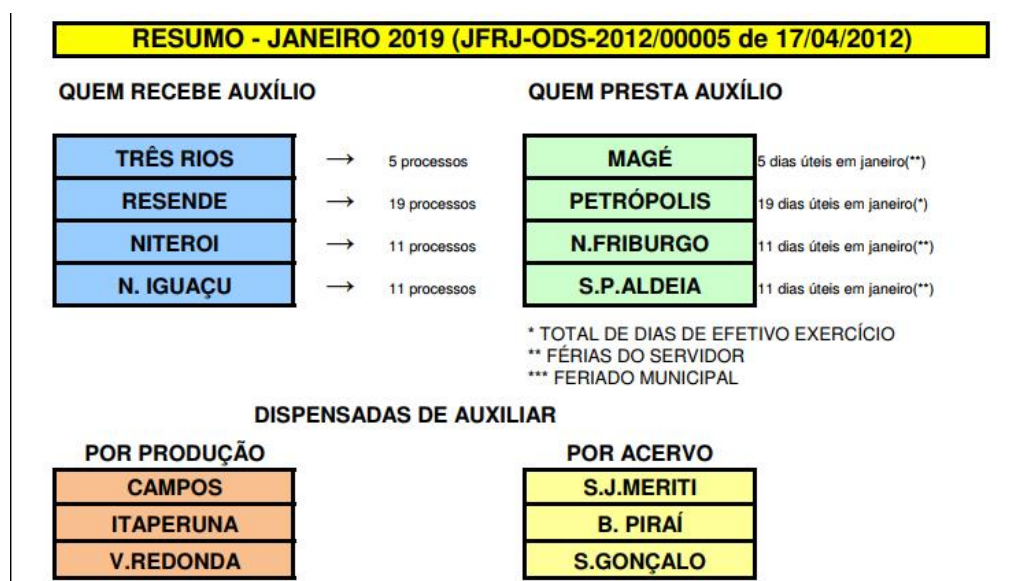 RESUMO - JANEIRO 2019 (JFRJ-ODS-2012/00005 de 17/04/2012)
QUEM RECEBE AUXÍLIO QUEM PRESTA AUXÍLIO
TRÊS RIOS → 5 processos MAGÉ 5 dias úteis em janeiro(**)
RESENDE → 19 processos PETRÓPOLIS 19 dias úteis em janeiro(*)
NITEROI → 11 processos N.FRIBURGO 11 dias úteis em janeiro(**)
N. IGUAÇU → 11 processos S.P.ALDEIA 11 dias úteis em janeiro(**)
* TOTAL DE DIAS DE EFETIVO EXERCÍCIO
** FÉRIAS DO SERVIDOR
*** FERIADO MUNICIPAL
DISPENSADAS DE AUXILIAR
POR PRODUÇÃO POR ACERVO
CAMPOS S.J.MERITI
ITAPERUNA B. PIRAÍ
V.REDONDA S.GONÇALO